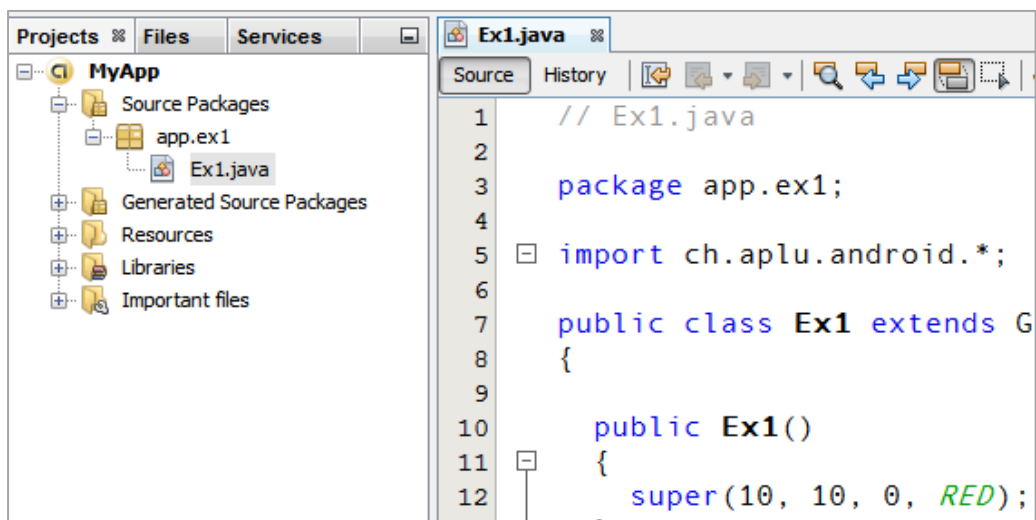 Projects Files Services
MyApp
Source Packages
app.ex1
Ex1.java
Generated Source Packages
Resources
Libraries
Important files
Ex1.java
Source History
1 // Ex1.java
2
3 package app.ex1;
4
5 import ch.aplu.android.*;
6
7 public class Ex1 extends G
8 {
9
10 public Ex1()
11 {
12 super(10, 10, 0, RED);